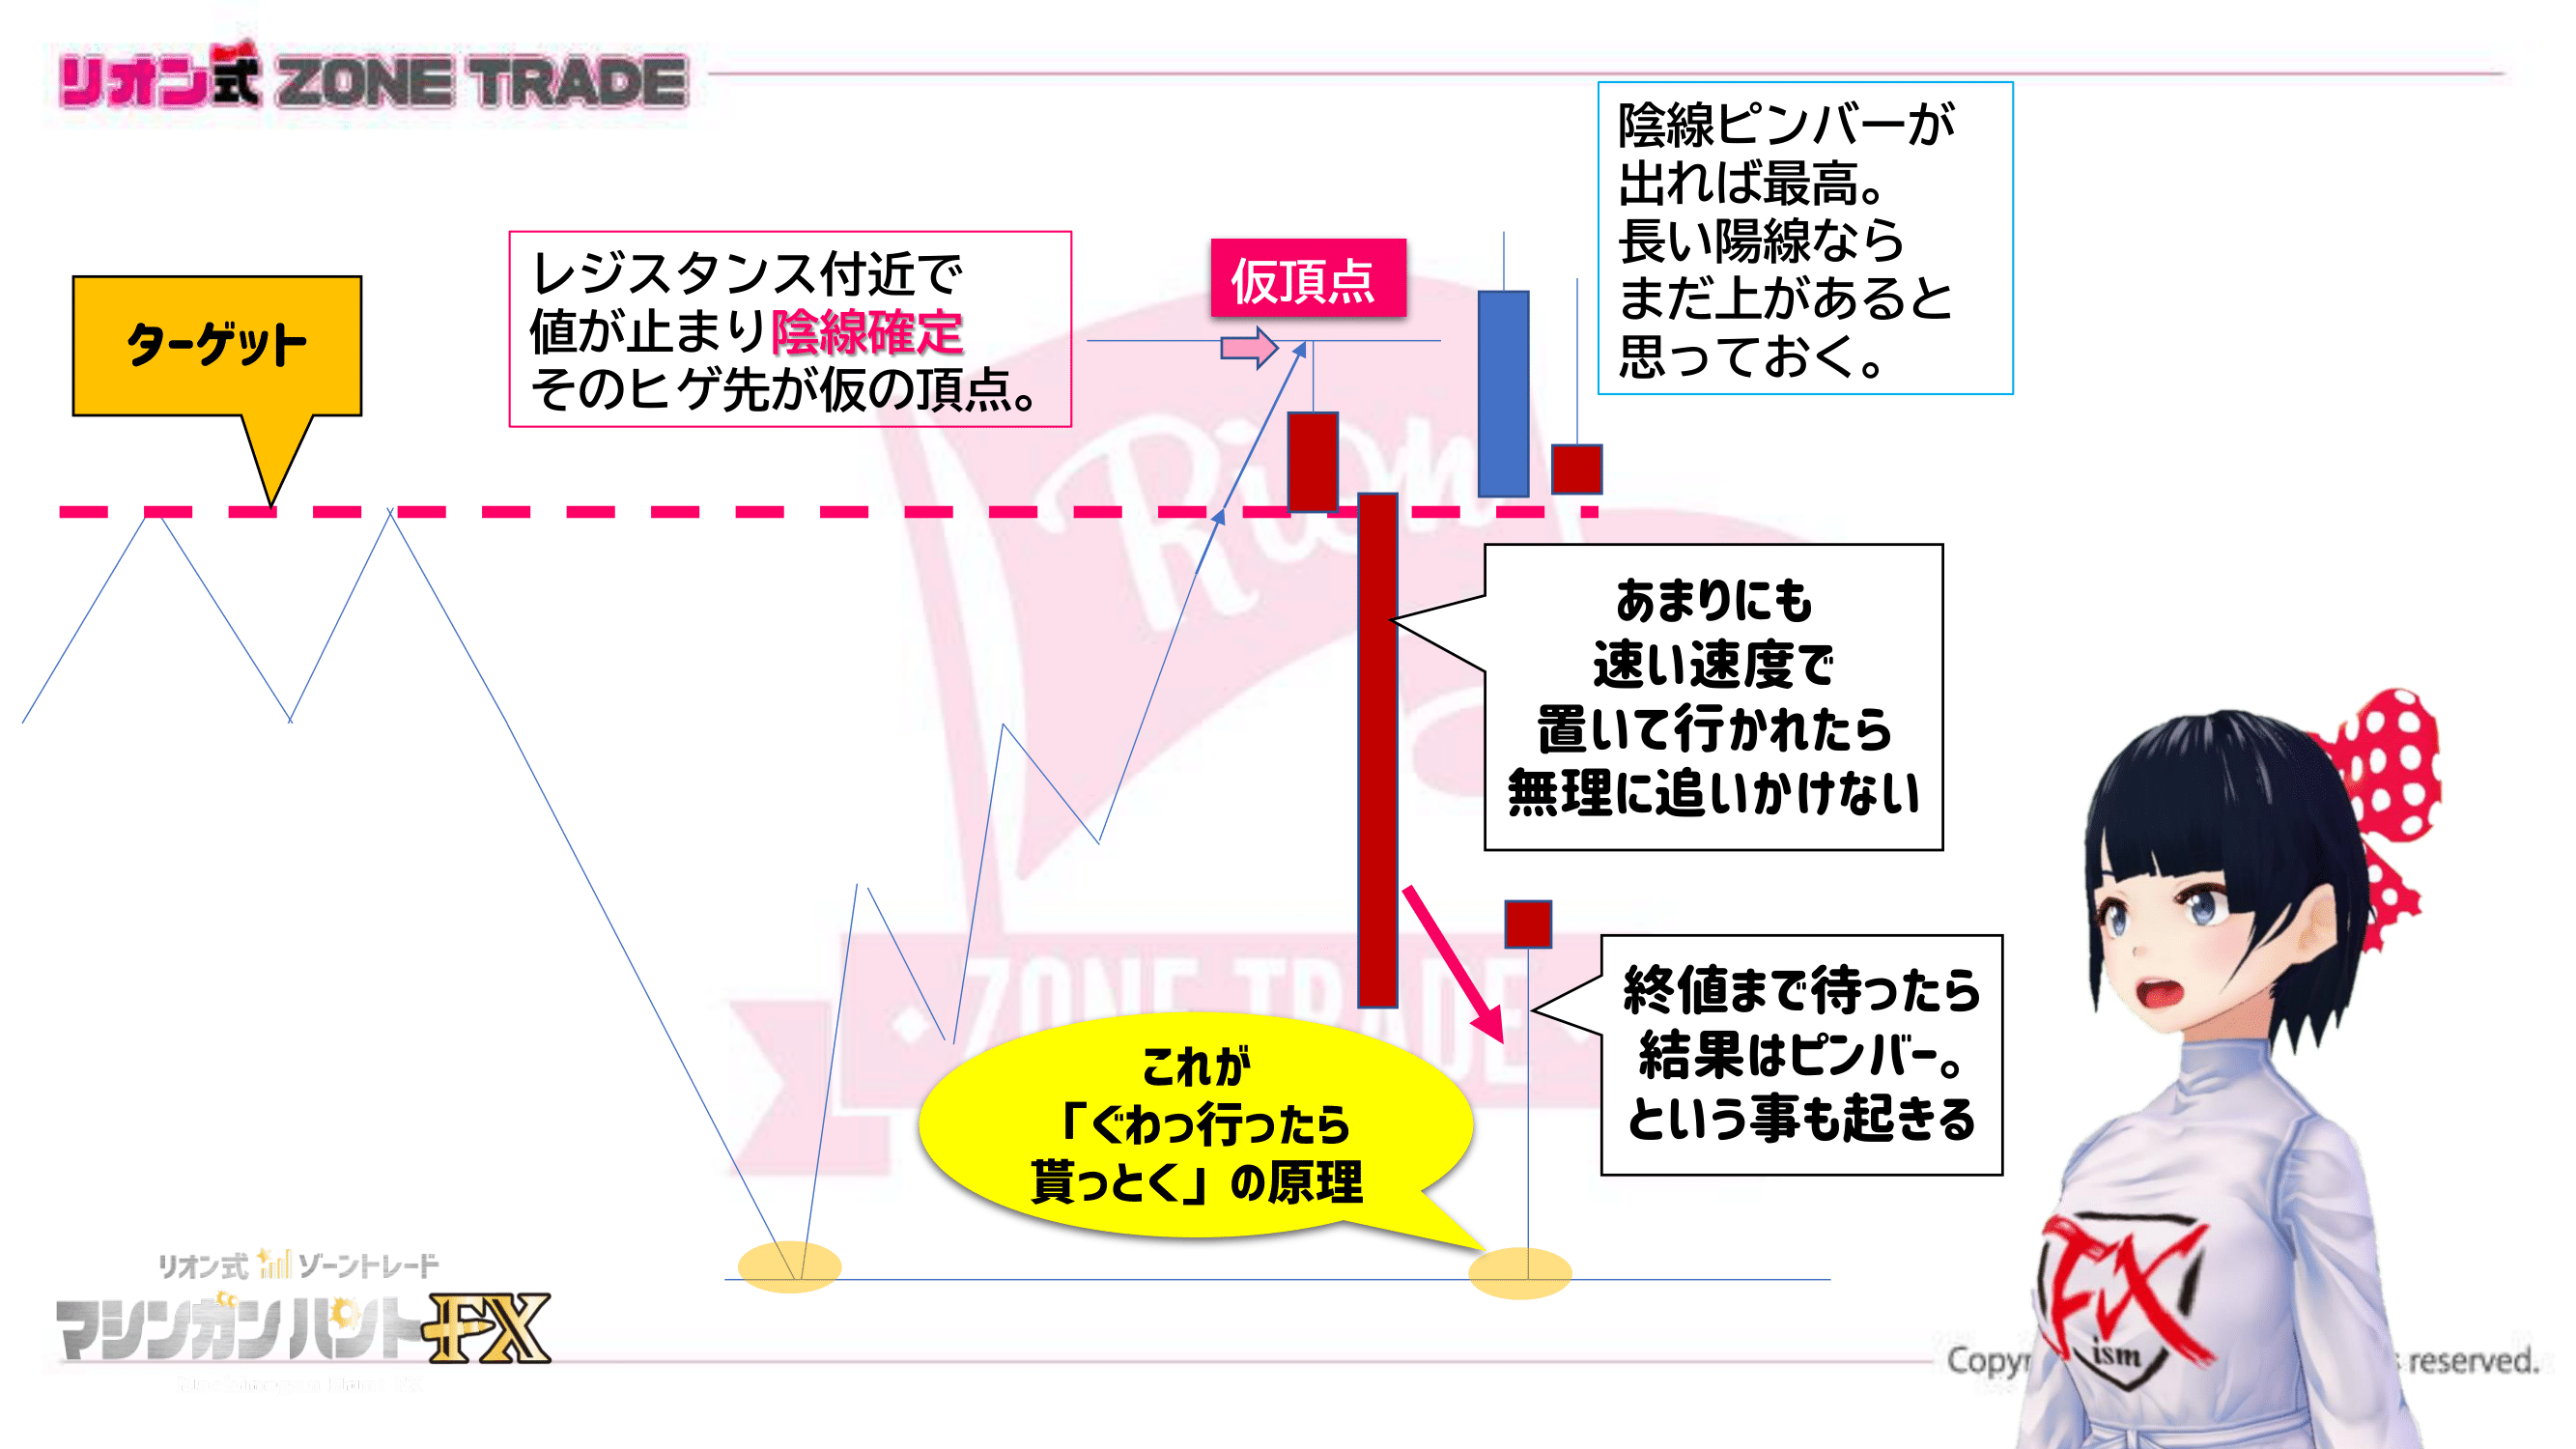 リオン式 ZONE TRADE
陰線ピンバーが
出れば最高。
長い陽線なら
まだ上があると
思っておく。
レジスタンス付近で
値が止まり陰線確定
そのヒゲ先が仮の頂点。
仮頂点
ターゲット
Rion
あまりにも
速い速度で
置いて行かれたら
無理に追いかけない
ZONE TRADE
終値まで待ったら
結果はピンバー。
という事も起きる
これが
「ぐわっ行ったら
貰っとく」の原理
リオン式 ゾーントレード
マシンガンハントFX
FX
ism
reserved.